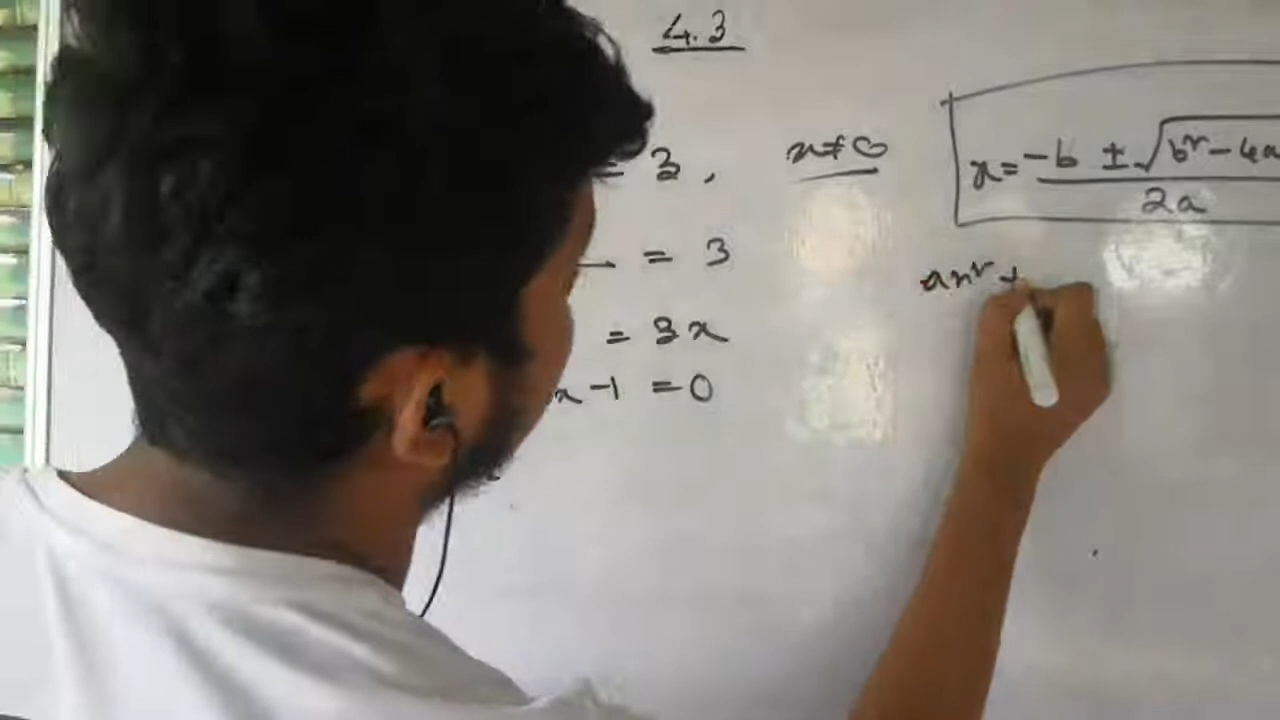 4.3
= 3, x ≠ 0
= 3
= 3x
x - 1 = 0
x = -b ± √b² - 4a
2a
ax² +